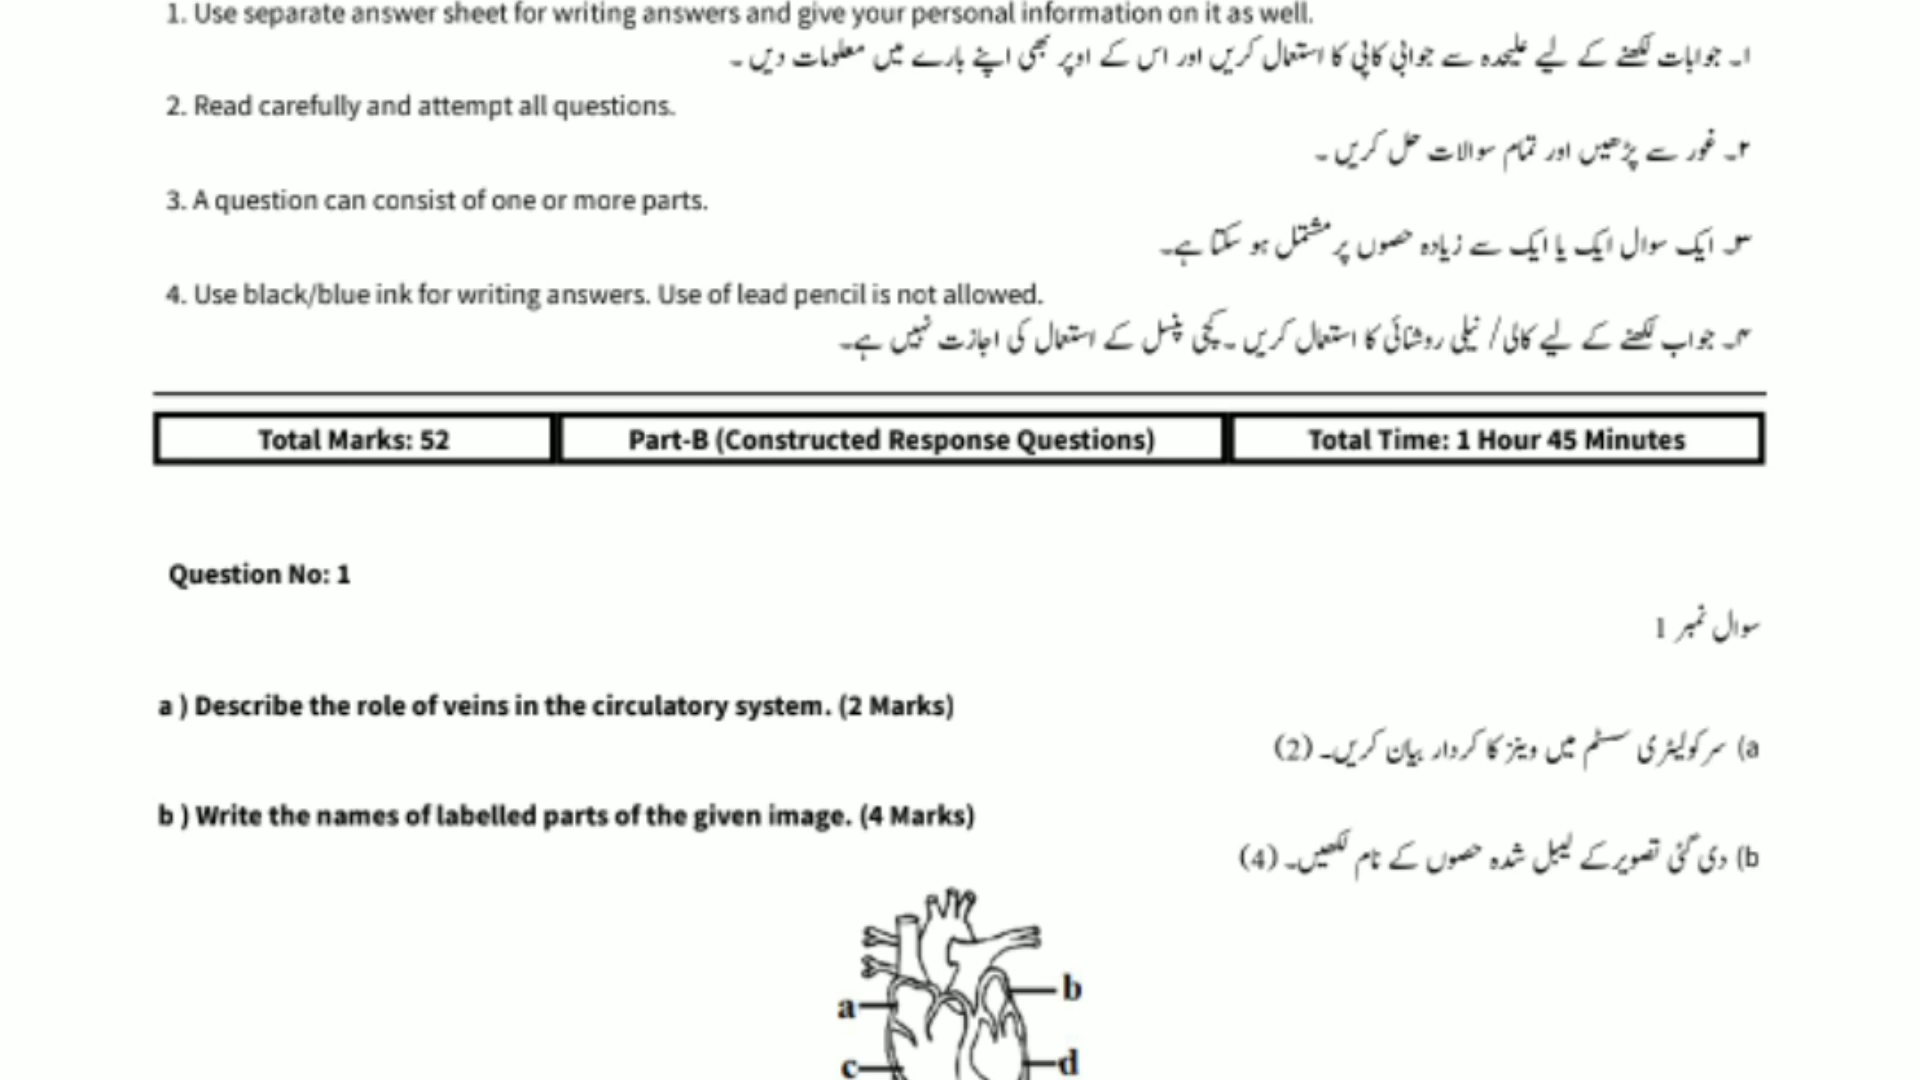 1. Use separate answer sheet for writing answers and give your personal information on it as well.
۱۔ جوابات لکھنے کے لیے علیحدہ سے جوابی کاپی کا استعمال کریں اور اس کے اوپر بھی اپنے بارے میں معلومات دیں ۔
2. Read carefully and attempt all questions.
۲۔ غور سے پڑھیں اور تمام سوالات حل کریں ۔
3. A question can consist of one or more parts.
۳۔ ایک سوال ایک یا ایک سے زیادہ حصوں پر مشتمل ہو سکتا ہے۔
4. Use black/blue ink for writing answers. Use of lead pencil is not allowed.
۴۔ جواب لکھنے کے لیے کالی/ نیلی روشنائی کا استعمال کریں ۔ کچی پنسل کے استعمال کی اجازت نہیں ہے۔
Total Marks: 52 Part-B (Constructed Response Questions) Total Time: 1 Hour 45 Minutes
Question No: 1
سوال نمبر 1
a ) Describe the role of veins in the circulatory system. (2 Marks)
a) سرکولیٹری سسٹم میں وینز کا کردار بیان کریں۔ (2)
b ) Write the names of labelled parts of the given image. (4 Marks)
b) دی گئی تصویر کے لیبل شدہ حصوں کے نام لکھیں۔ (4)
b
a
d
c